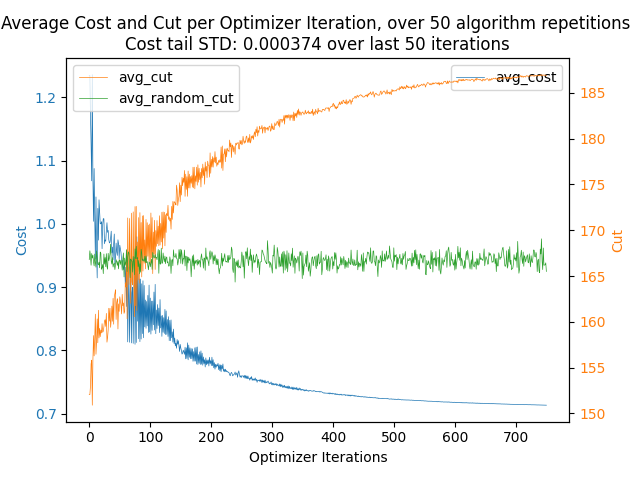 Average Cost and Cut per Optimizer Iteration, over 50 algorithm repetitions
Cost tail STD: 0.000374 over last 50 iterations
avg_cut
avg_random_cut
avg_cost
Cost
1.2
1.1
1.0
0.9
0.8
0.7
185
180
175
170
165
160
155
150
Cut
0 100 200 300 400 500 600 700
Optimizer Iterations